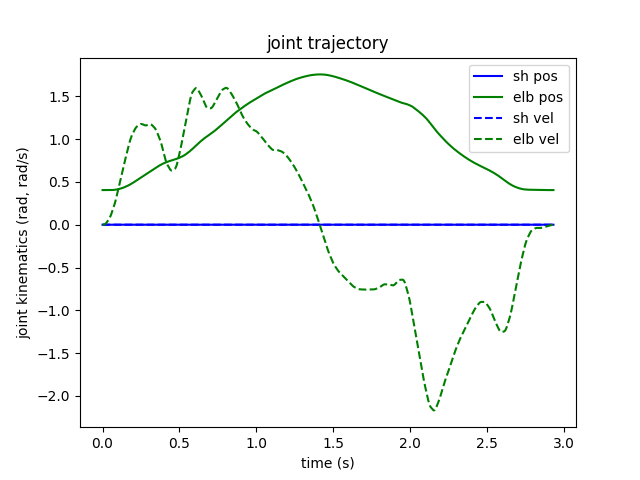 joint trajectory
sh pos
elb pos
sh vel
elb vel
joint kinematics (rad, rad/s)
1.5
1.0
0.5
0.0
−0.5
−1.0
−1.5
−2.0
0.0 0.5 1.0 1.5 2.0 2.5 3.0
time (s)